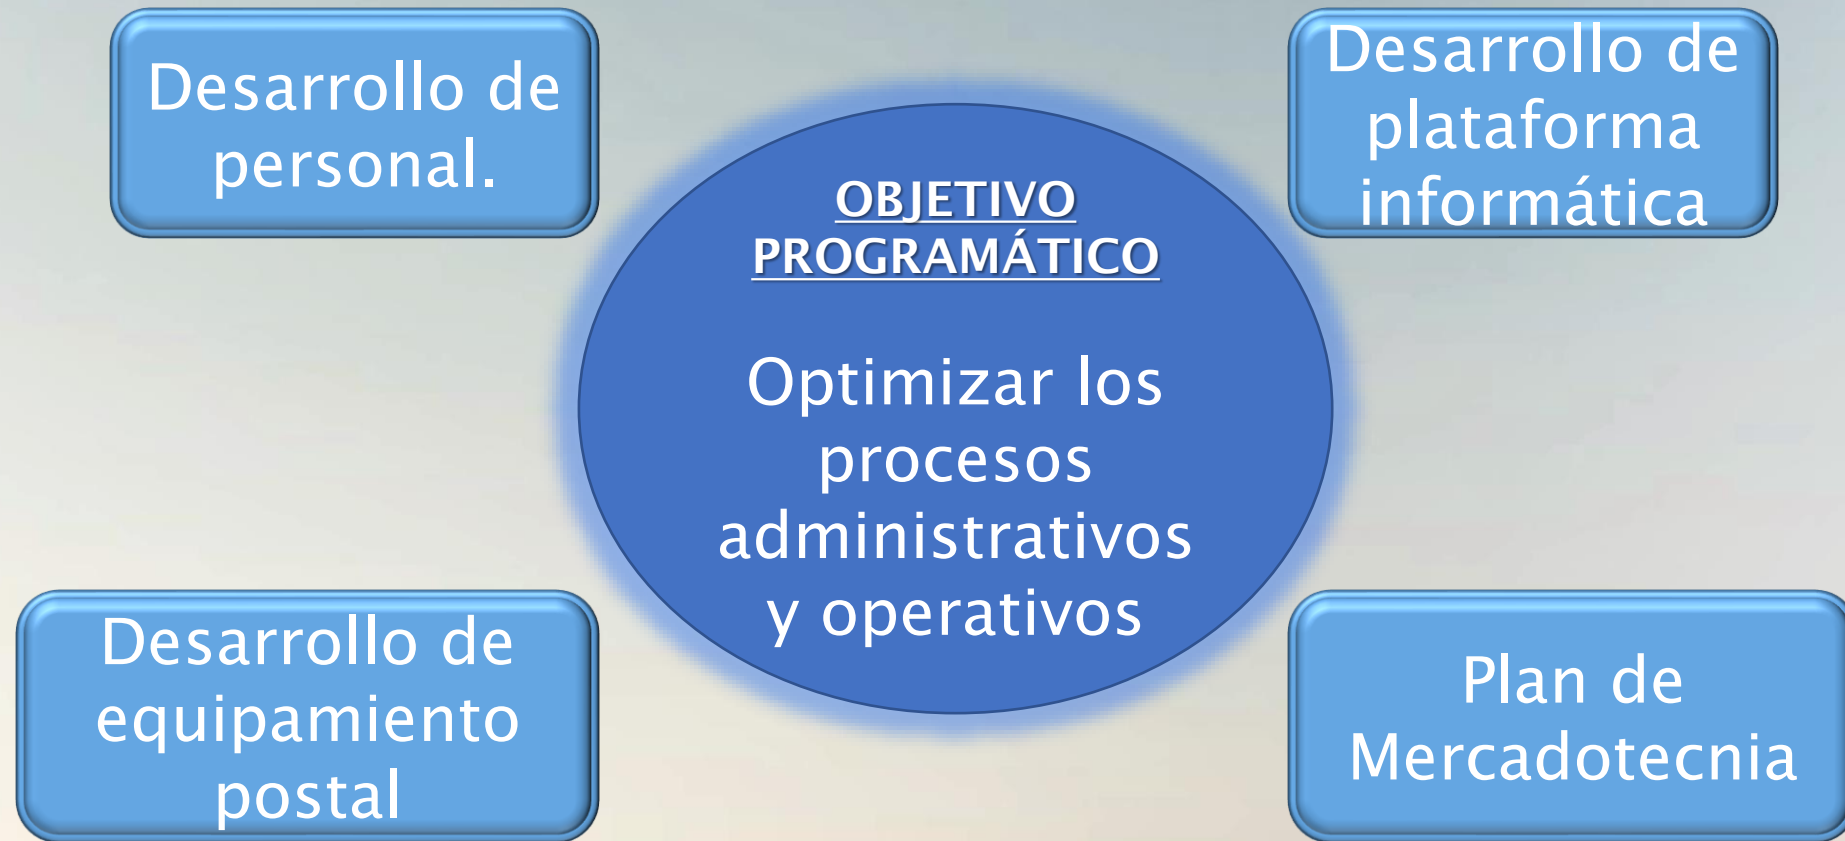 Desarrollo de
personal.
Desarrollo de
plataforma
informática
OBJETIVO
PROGRAMÁTICO
Optimizar los
procesos
administrativos
y operativos
Desarrollo de
equipamiento
postal
Plan de
Mercadotecnia